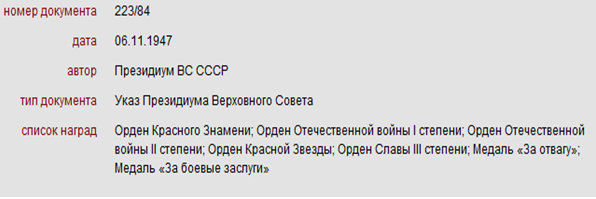 номер документа 223/84
дата 06.11.1947
автор Президиум ВС СССР
тип документа Указ Президиума Верховного Совета
список наград Орден Красного Знамени; Орден Отечественной войны I степени; Орден Отечественной
войны II степени; Орден Красной Звезды; Орден Славы III степени; Медаль «За отвагу»;
Медаль «За боевые заслуги»